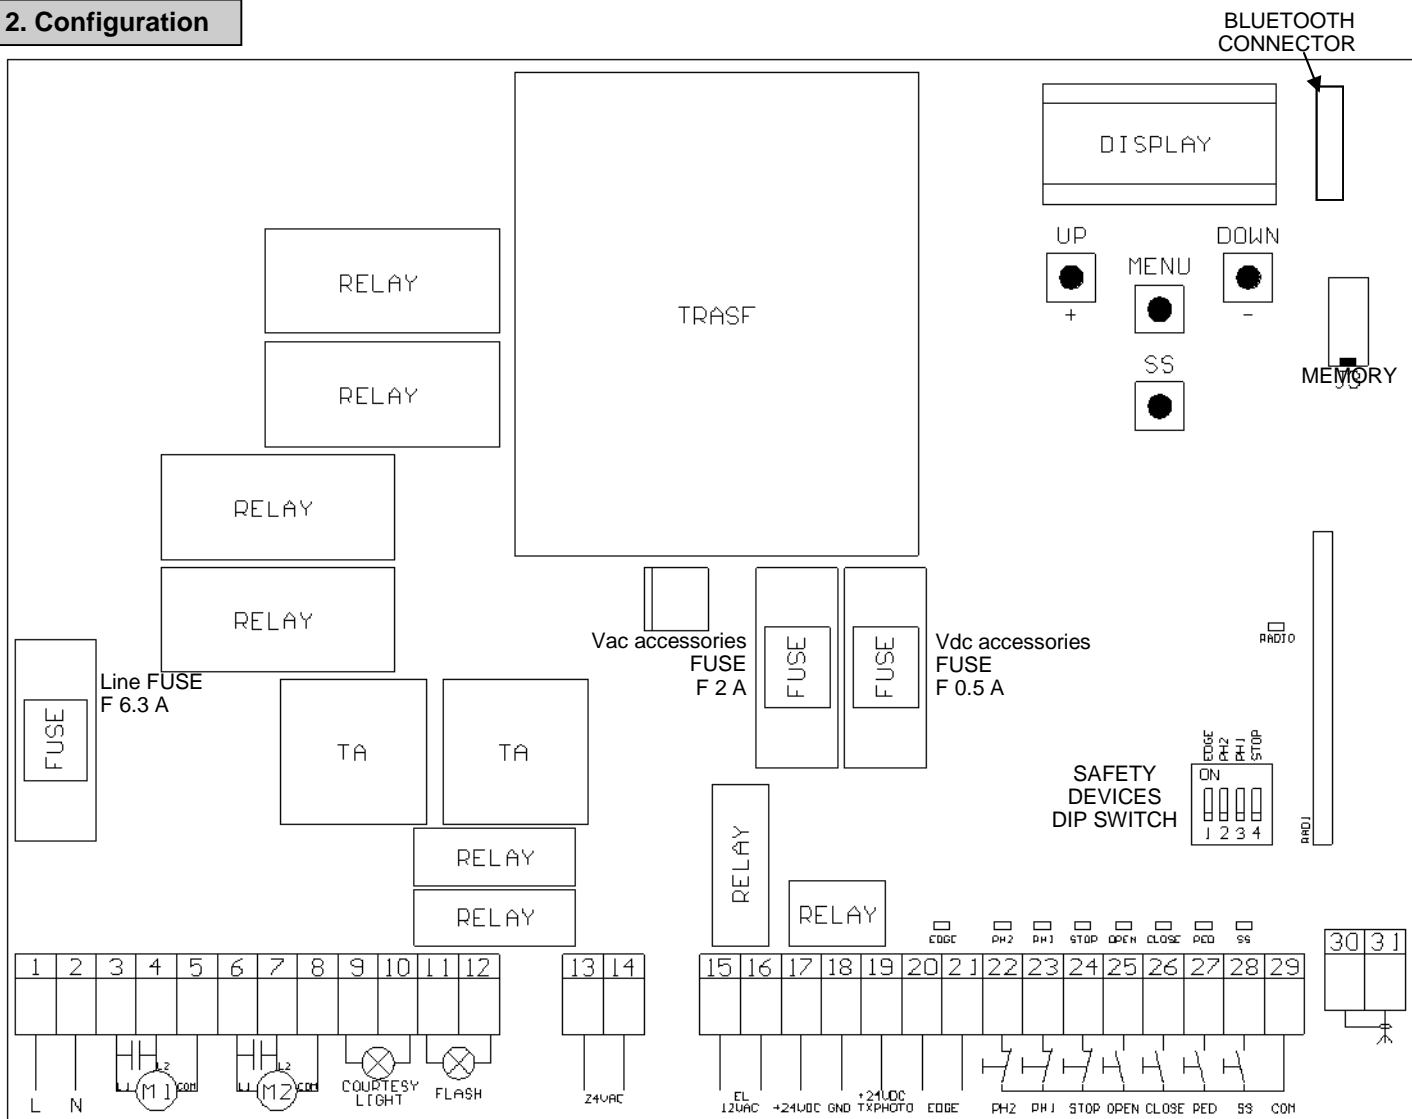 2. Configuration
BLUETOOTH
CONNECTOR
DISPLAY
UP
DOWN
MENU
+
-
SS
MEMORY
RELAY
RELAY
TRASF
RELAY
RELAY
Line FUSE
F 6.3 A
FUSE
TA
TA
Vac accessories
FUSE
F 2 A
FUSE
FUSE
Vdc accessories
FUSE
F 0.5 A
RADIO
EDGE
PH2
PH1
STOP
SAFETY
DEVICES
DIP SWITCH
ON
1 2 3 4
RAD1
RELAY
RELAY
RELAY
RELAY
EDGE PH2 PH1 STOP OPEN CLOSE PED SS
1 2 3 4 5 6 7 8 9 10 11 12
13 14
15 16 17 18 19 20 21 22 23 24 25 26 27 28 29
30 31
L N
L1 M1 L2 COM
L1 M2 L2 COM
COURTESY
LIGHT
FLASH
24VAC
EL
12VAC
+24VDC
GND
+24VDC
TXPHOTO
EDGE
PH2 PH1 STOP OPEN CLOSE PED SS COM